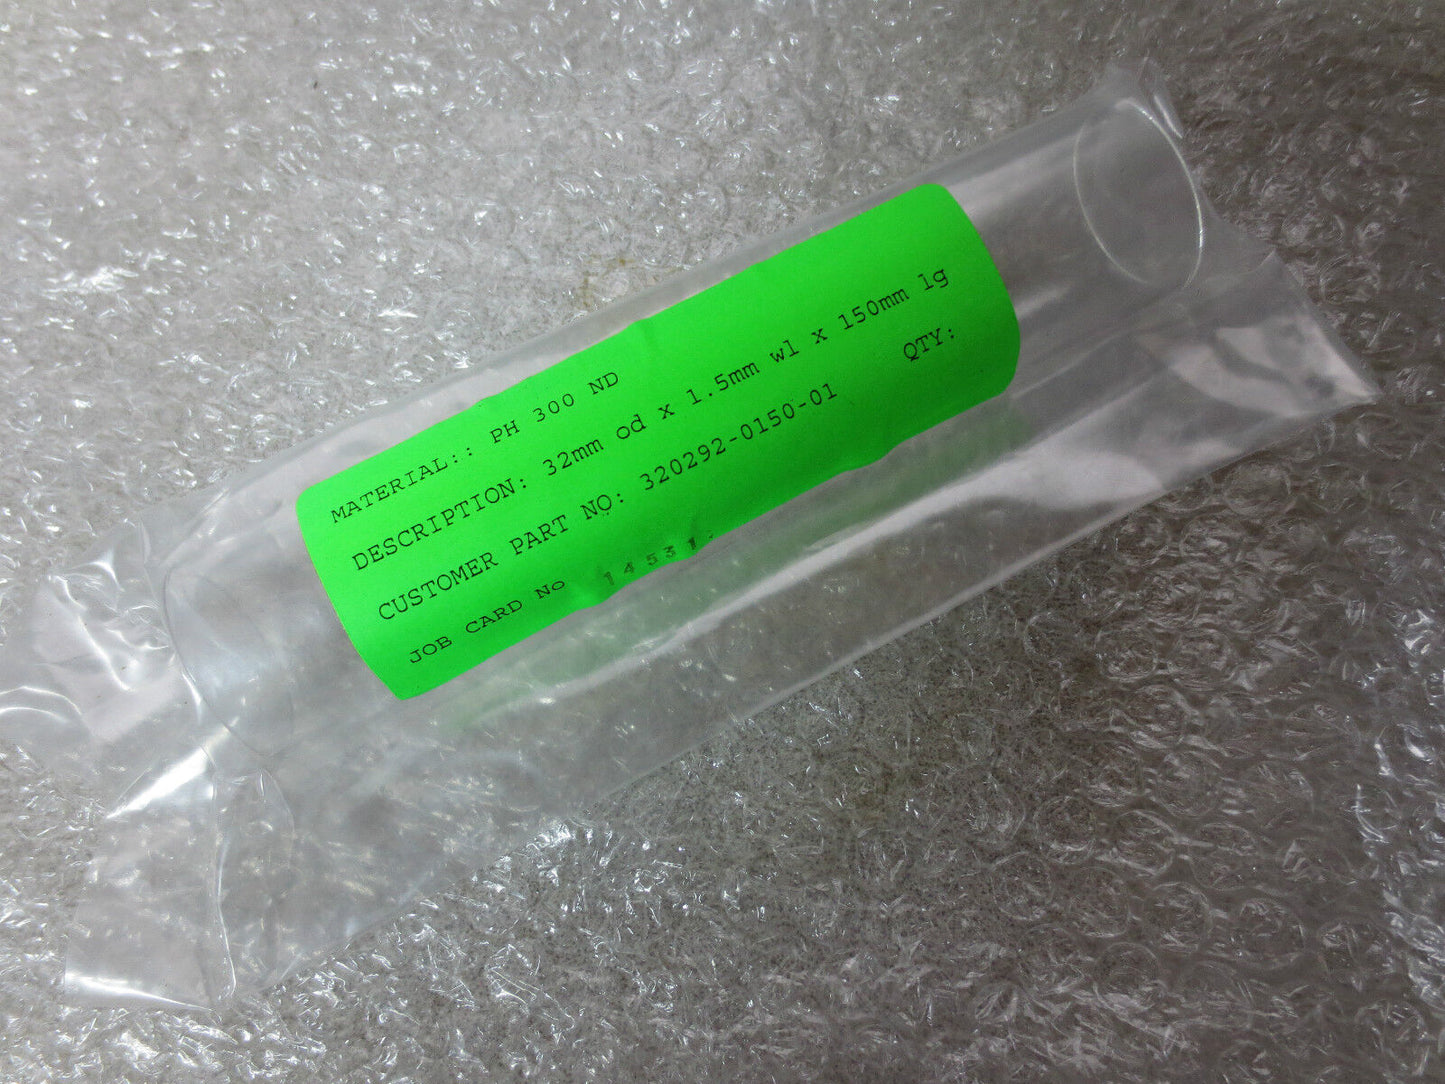 MATERIAL:: PH 300 ND
DESCRIPTION: 32mm od x 1.5mm wl x 150mm lg
CUSTOMER PART NO: 320292-0150-01 QTY:
JOB CARD No 14531.